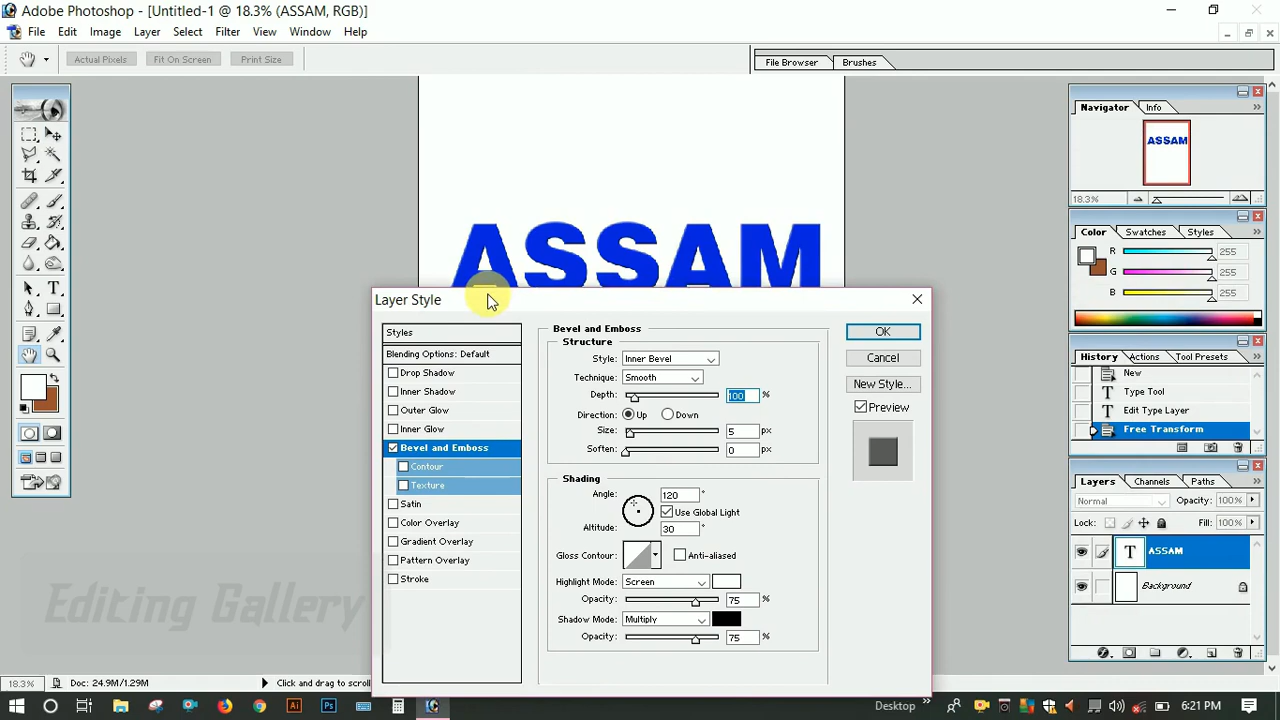 Adobe Photoshop - [Untitled-1 @ 18.3% (ASSAM, RGB)]
File Edit Image Layer Select Filter View Window Help
Actual Pixels Fit On Screen Print Size File Browser Brushes
Navigator Info
ASSAM
18.3%
Color Swatches Styles
R 255
G 255
B 255
ASSAM
History Actions Tool Presets
New
Type Tool
Edit Type Layer
Free Transform
Layers Channels Paths
Normal Opacity: 100%
Lock: Fill: 100%
T ASSAM
Background
Layer Style
Styles
Blending Options: Default
Drop Shadow
Inner Shadow
Outer Glow
Inner Glow
Bevel and Emboss
Contour
Texture
Satin
Color Overlay
Gradient Overlay
Pattern Overlay
Stroke
Bevel and Emboss
Structure
Style: Inner Bevel
Technique: Smooth
Depth: 100 %
Direction: Up Down
Size: 5 px
Soften: 0 px
Shading
Angle: 120 °
Use Global Light
Altitude: 30 °
Gloss Contour: Anti-aliased
Highlight Mode: Screen
Opacity: 75 %
Shadow Mode: Multiply
Opacity: 75 %
OK
Cancel
New Style...
Preview
Editing Gallery
18.3% Doc: 24.9M/1.29M Click and drag to scroll
Ai Ps Desktop 6:21 PM